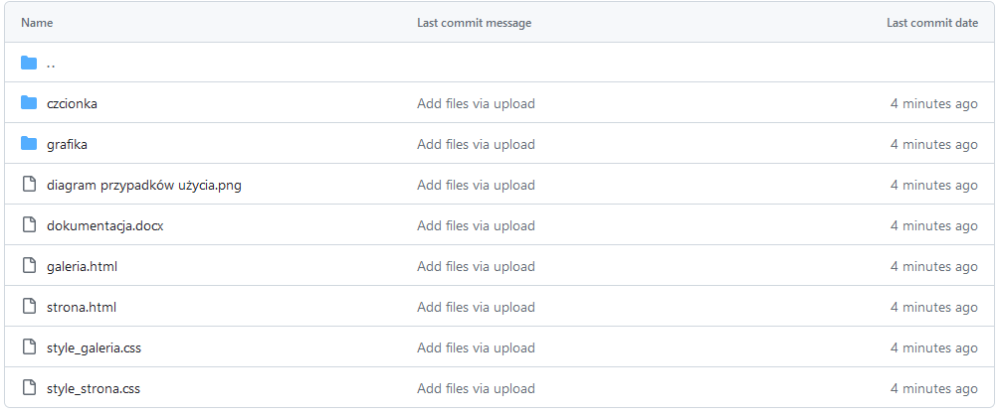 Name Last commit message Last commit date
..
czcionka Add files via upload 4 minutes ago
grafika Add files via upload 4 minutes ago
diagram przypadków użycia.png Add files via upload 4 minutes ago
dokumentacja.docx Add files via upload 4 minutes ago
galeria.html Add files via upload 4 minutes ago
strona.html Add files via upload 4 minutes ago
style_galeria.css Add files via upload 4 minutes ago
style_strona.css Add files via upload 4 minutes ago